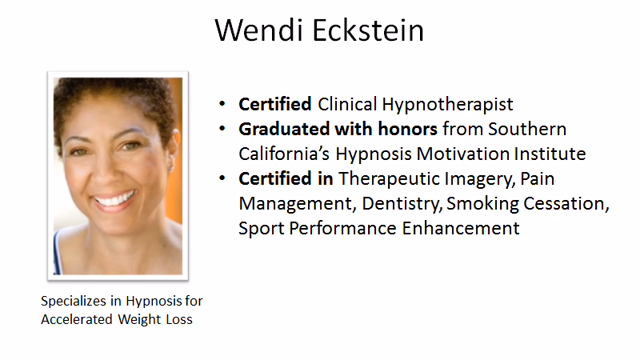 Wendi Eckstein
• Certified Clinical Hypnotherapist
• Graduated with honors from Southern
California's Hypnosis Motivation Institute
• Certified in Therapeutic Imagery, Pain
Management, Dentistry, Smoking Cessation,
Sport Performance Enhancement
Specializes in Hypnosis for
Accelerated Weight Loss